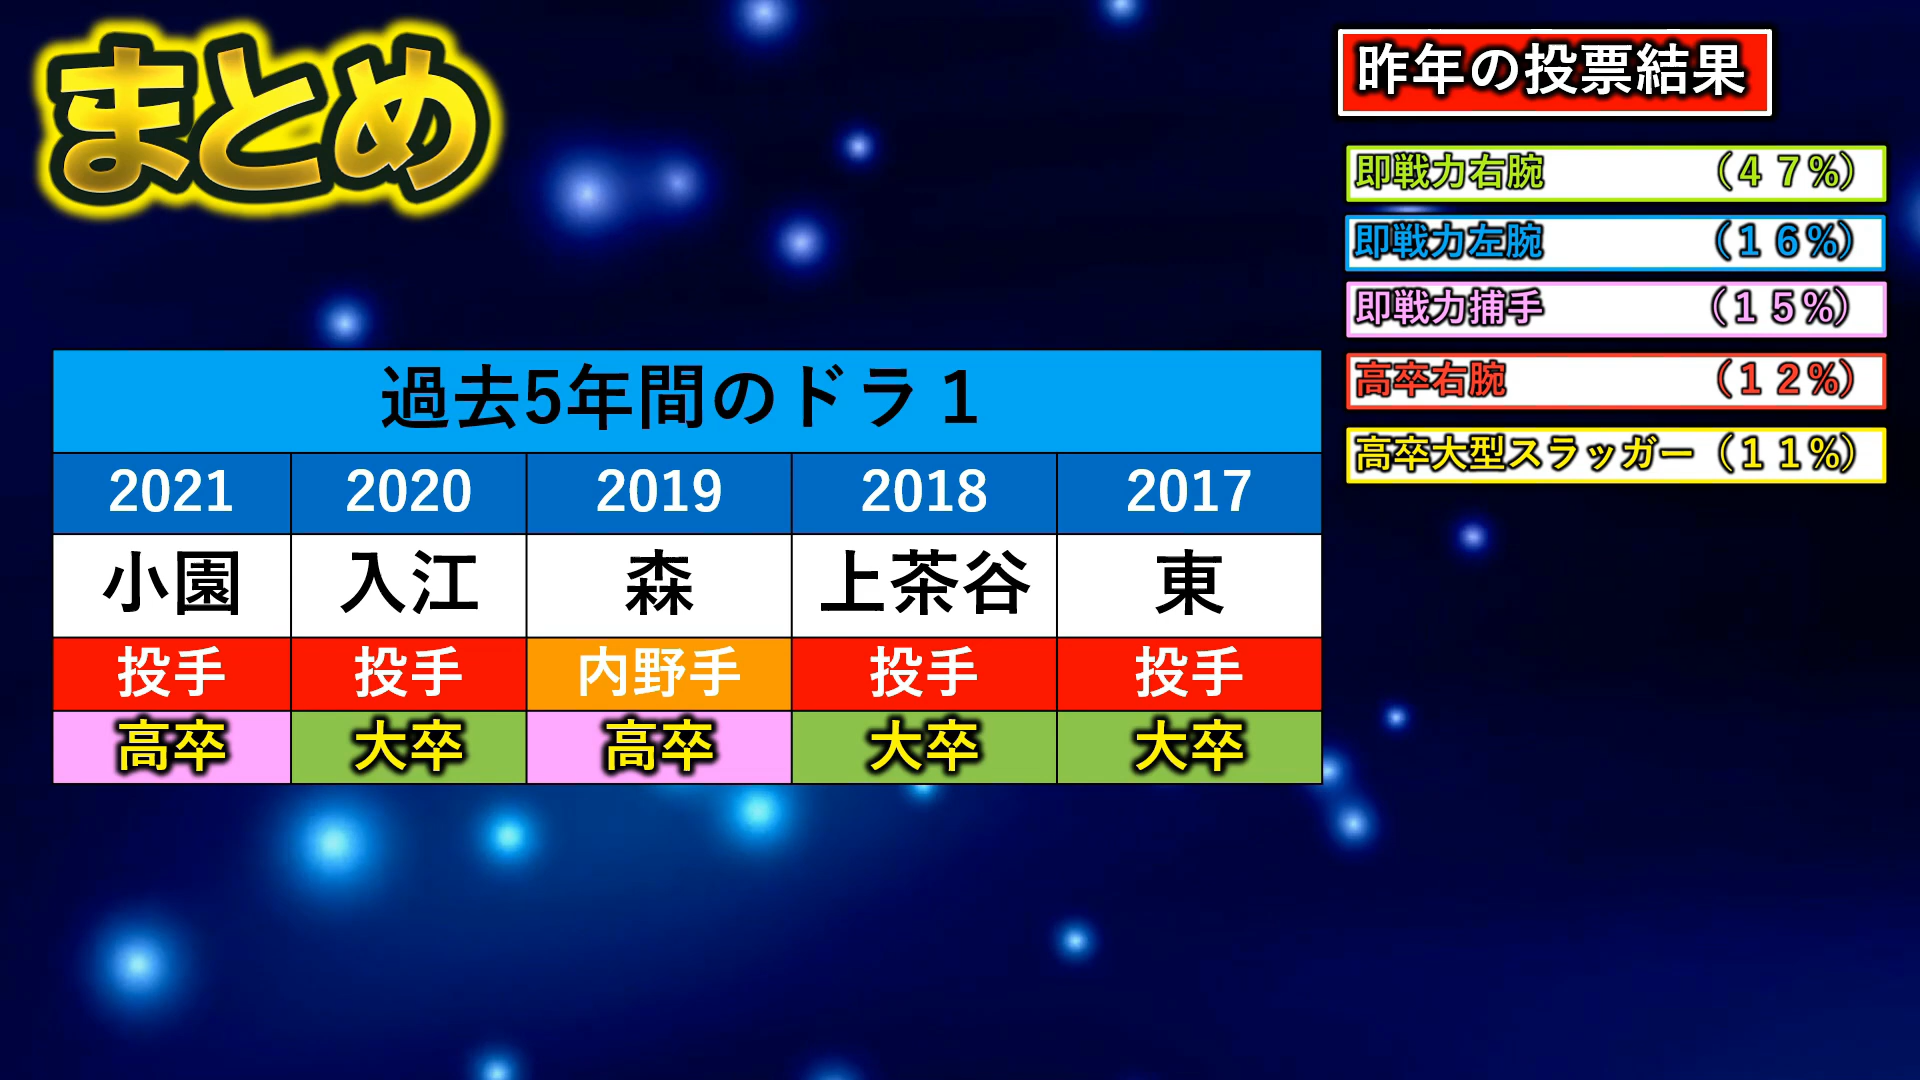 まとめ
昨年の投票結果
即戦力右腕 （４７％）
即戦力左腕 （１６％）
即戦力捕手 （１５％）
高卒右腕 （１２％）
高卒大型スラッガー（１１％）
過去5年間のドラ１
2021 2020 2019 2018 2017
小園 入江 森 上茶谷 東
投手 投手 内野手 投手 投手
高卒 大卒 高卒 大卒 大卒